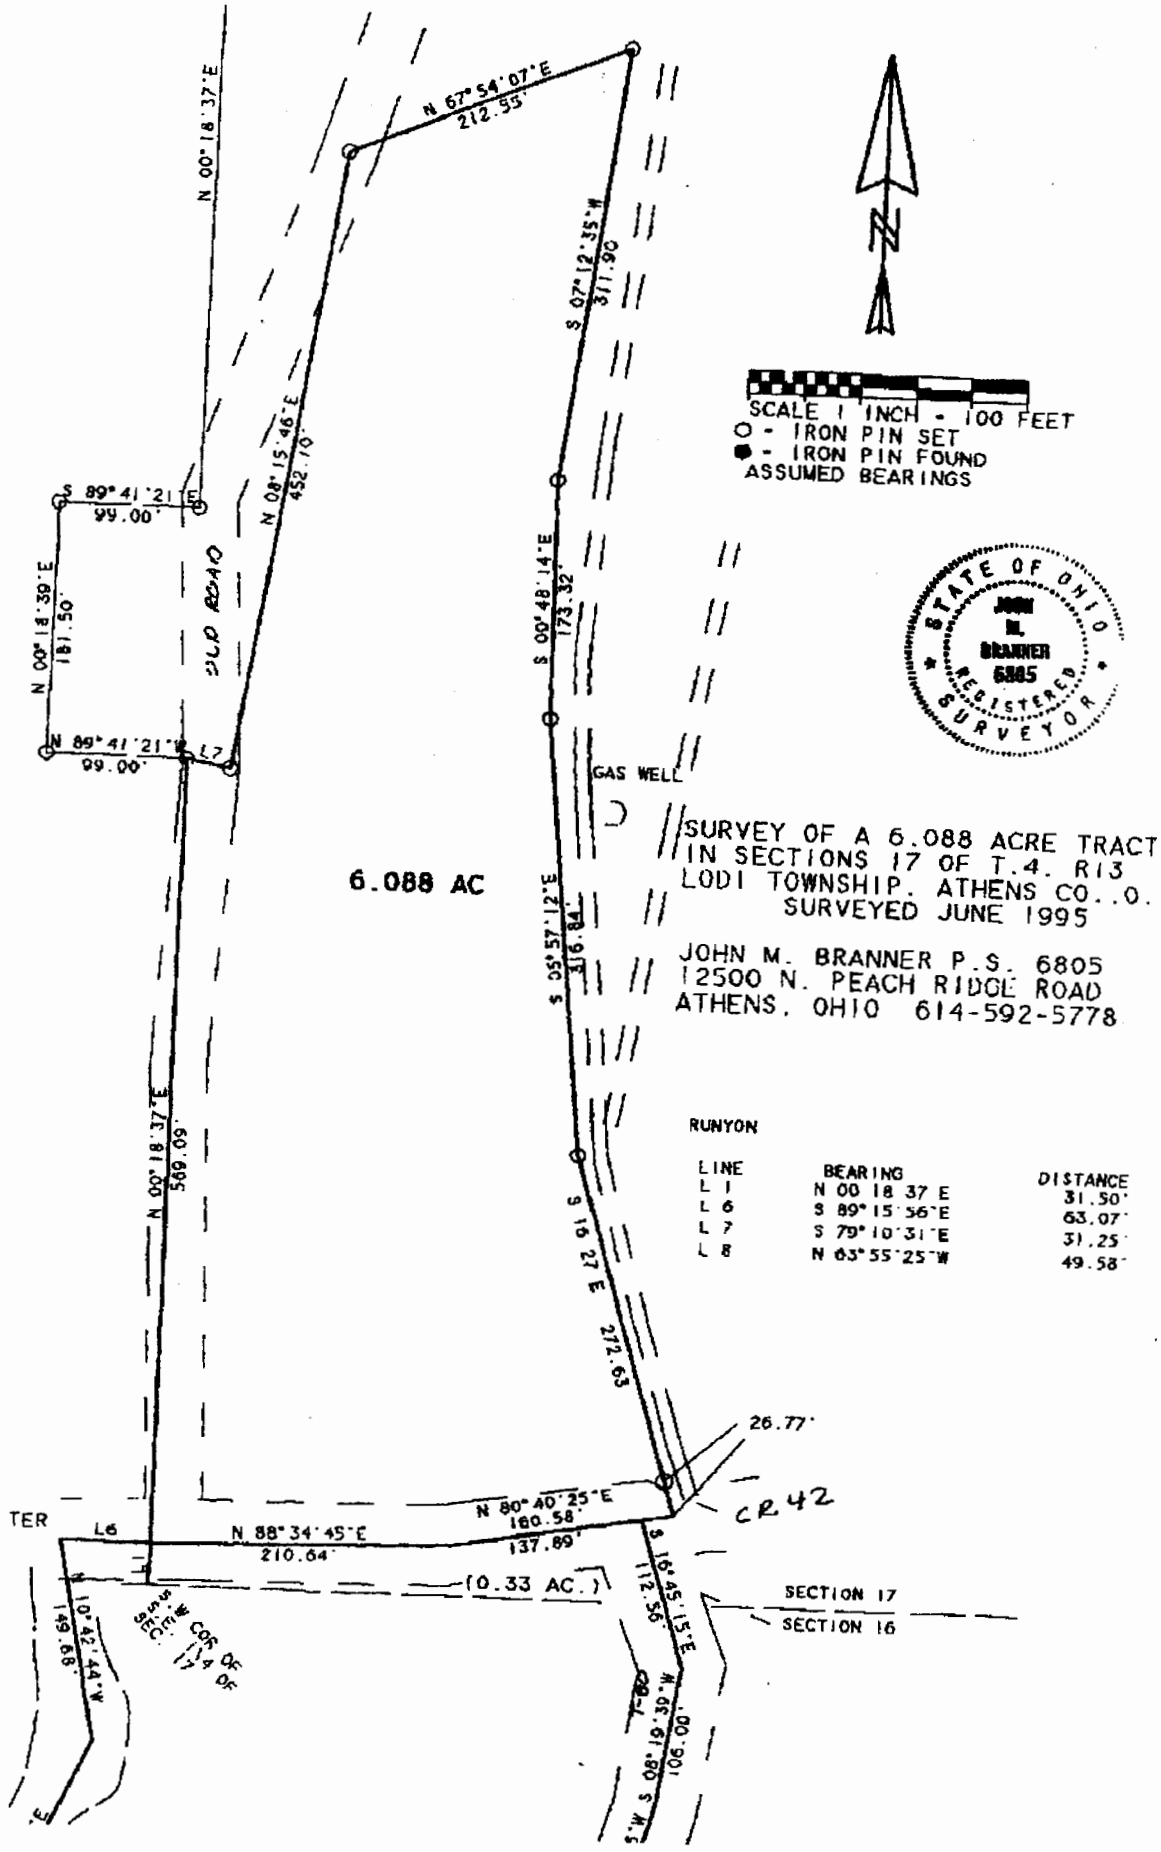 N 00° 18' 37" E
N 67° 54' 07" E
212.95'
S 07° 12' 35" W
311.90
N 08° 15' 46" E
452.10'
SCALE 1 INCH - 100 FEET
O - IRON PIN SET
● - IRON PIN FOUND
ASSUMED BEARINGS
S 89° 41' 21" E
99.00'
N 00° 18' 39" E
181.50'
OLD ROAD
S 00° 48' 14" E
173.32'
STATE OF OHIO
JOHN
M.
BRANNER
6805
REGISTERED
SURVEYOR
N 89° 41' 21" W
99.00'
L7
GAS WELL
6.088 AC
S 05° 57' 12" E
316.84'
SURVEY OF A 6.088 ACRE TRACT
IN SECTIONS 17 OF T.4. R13
LODI TOWNSHIP. ATHENS CO..O.
SURVEYED JUNE 1995
JOHN M. BRANNER P.S. 6805
12500 N. PEACH RIDGE ROAD
ATHENS, OHIO 614-592-5778
N 00° 18' 37" E
569.09'
RUNYON
LINE BEARING DISTANCE
L 1 N 00 18 37 E 31.50'
L 6 S 89° 15' 56" E 63.07'
L 7 S 79° 10' 31" E 31.25'
L 8 N 63° 55' 25" W 49.58'
S 16 27 E
272.63
26.77'
CR 42
TER
L6
N 88° 34' 45" E
210.64'
N 80° 40' 25" E
160.58'
137.89'
(0.33 AC.)
S 16° 45' 15" E
112.56'
SECTION 17
SECTION 16
N 10° 42' 44" W
149.68'
S.W COR OF
1/4 OF
SEC. 17
S 08° 19' 39" W
106.00'